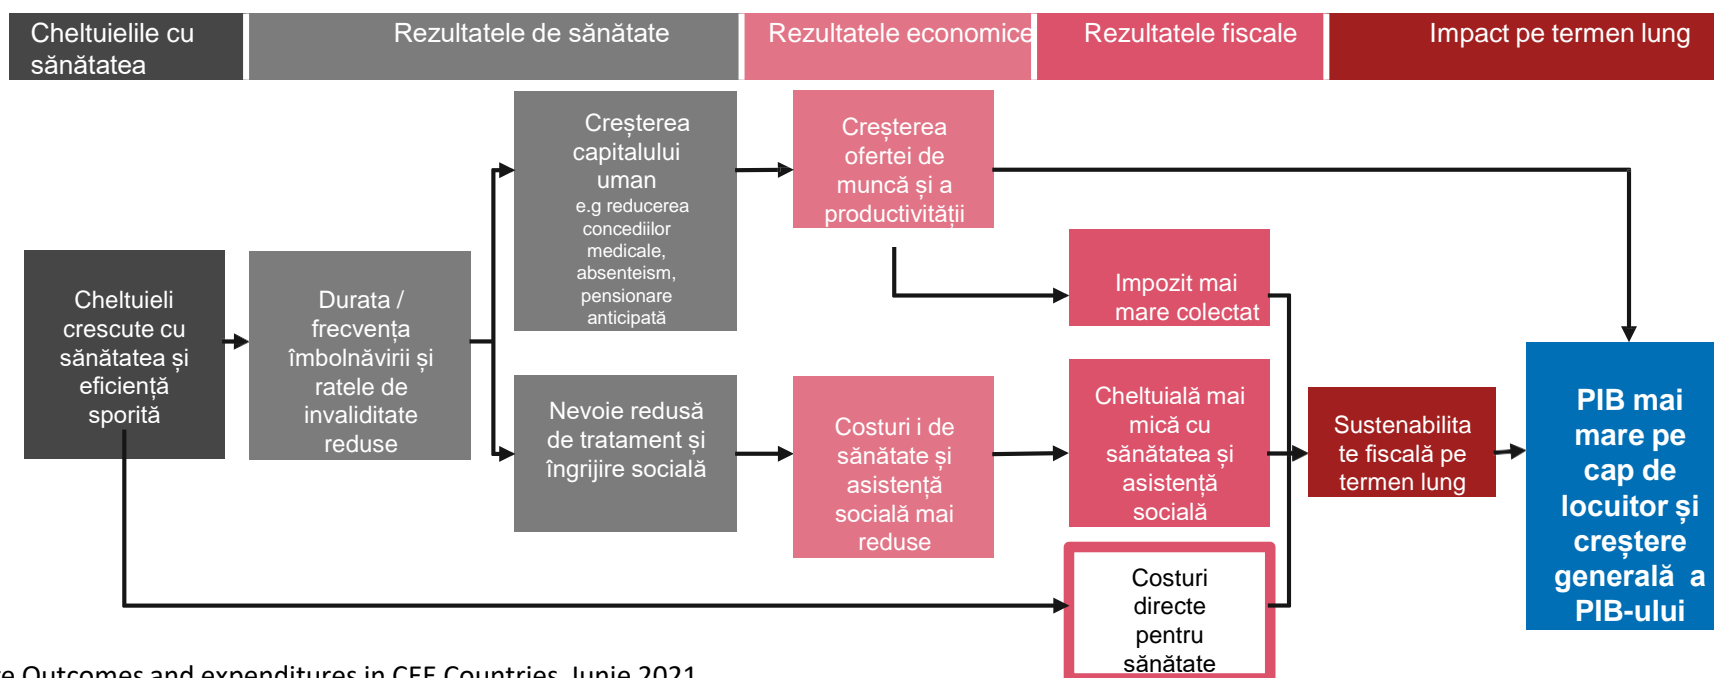 Cheltuielile cu
sănătatea
Rezultatele de sănătate
Rezultatele economice
Rezultatele fiscale
Impact pe termen lung
Cheltuieli
crescute cu
sănătatea și
eficiență
sporită
Durata /
frecvența
îmbolnăvirii și
ratele de
invaliditate
reduse
Creșterea
capitalului
uman
e.g reducerea
concediilor
medicale,
absenteism,
pensionare
anticipată
Nevoie redusă
de tratament și
îngrijire socială
Creșterea
ofertei de
muncă și a
productivității
Costuri i de
sănătate și
asistență
socială mai
reduse
Impozit mai
mare colectat
Cheltuială mai
mică cu
sănătatea și
asistență
socială
Costuri
directe
pentru
sănătate
Sustenabilita
te fiscală pe
termen lung
PIB mai
mare pe
cap de
locuitor și
creștere
generală a
PIB-ului
Outcomes and expenditures in CEE Countries, Iunie 2021